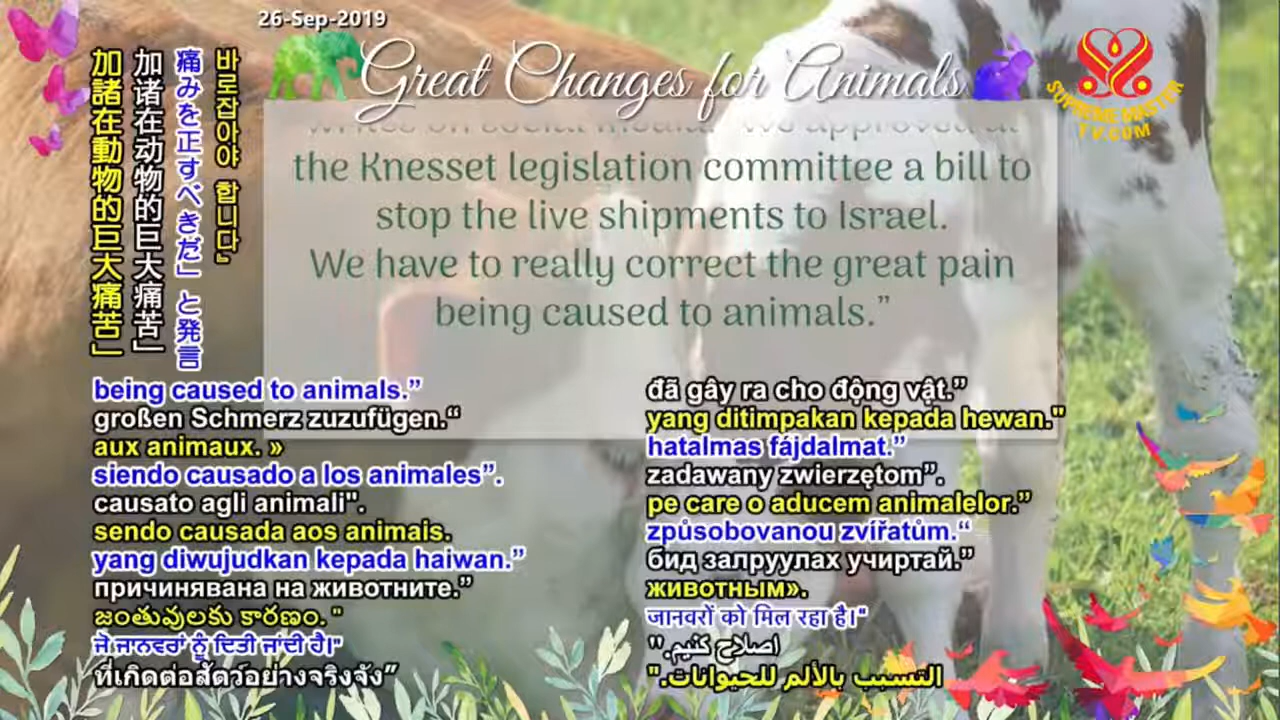 26-Sep-2019
Great Changes for Animals
SUPREME MASTER
TV.COM
writes on social media: "We approved at
the Knesset legislation committee a bill to
stop the live shipments to Israel.
We have to really correct the great pain
being caused to animals.”
바로잡아야 합니다』
痛みを正すべきだ」と発言
加诸在动物的巨大痛苦」
加諸在動物的巨大痛苦」
being caused to animals.”
großen Schmerz zuzufügen.“
aux animaux. »
siendo causado a los animales”.
causato agli animali".
sendo causada aos animais.
yang diwujudkan kepada haiwan.”
причинявана на животните.”
జంతువులకు కారణం. "
ਜੋ ਜਾਨਵਰਾਂ ਨੂੰ ਦਿਤੀ ਜਾਂਦੀ ਹੈ।"
ที่เกิดต่อสัตว์อย่างจริงจัง”
đã gây ra cho động vật.”
yang ditimpakan kepada hewan."
hatalmas fájdalmat.”
zadawany zwierzętom”.
pe care o aducem animalelor.”
způsobovanou zvířatům.“
бид залруулах учиртай.”
животным».
जानवरों को मिल रहा है।"
اصلاح کنیم."
التسبب بالألم للحيوانات."